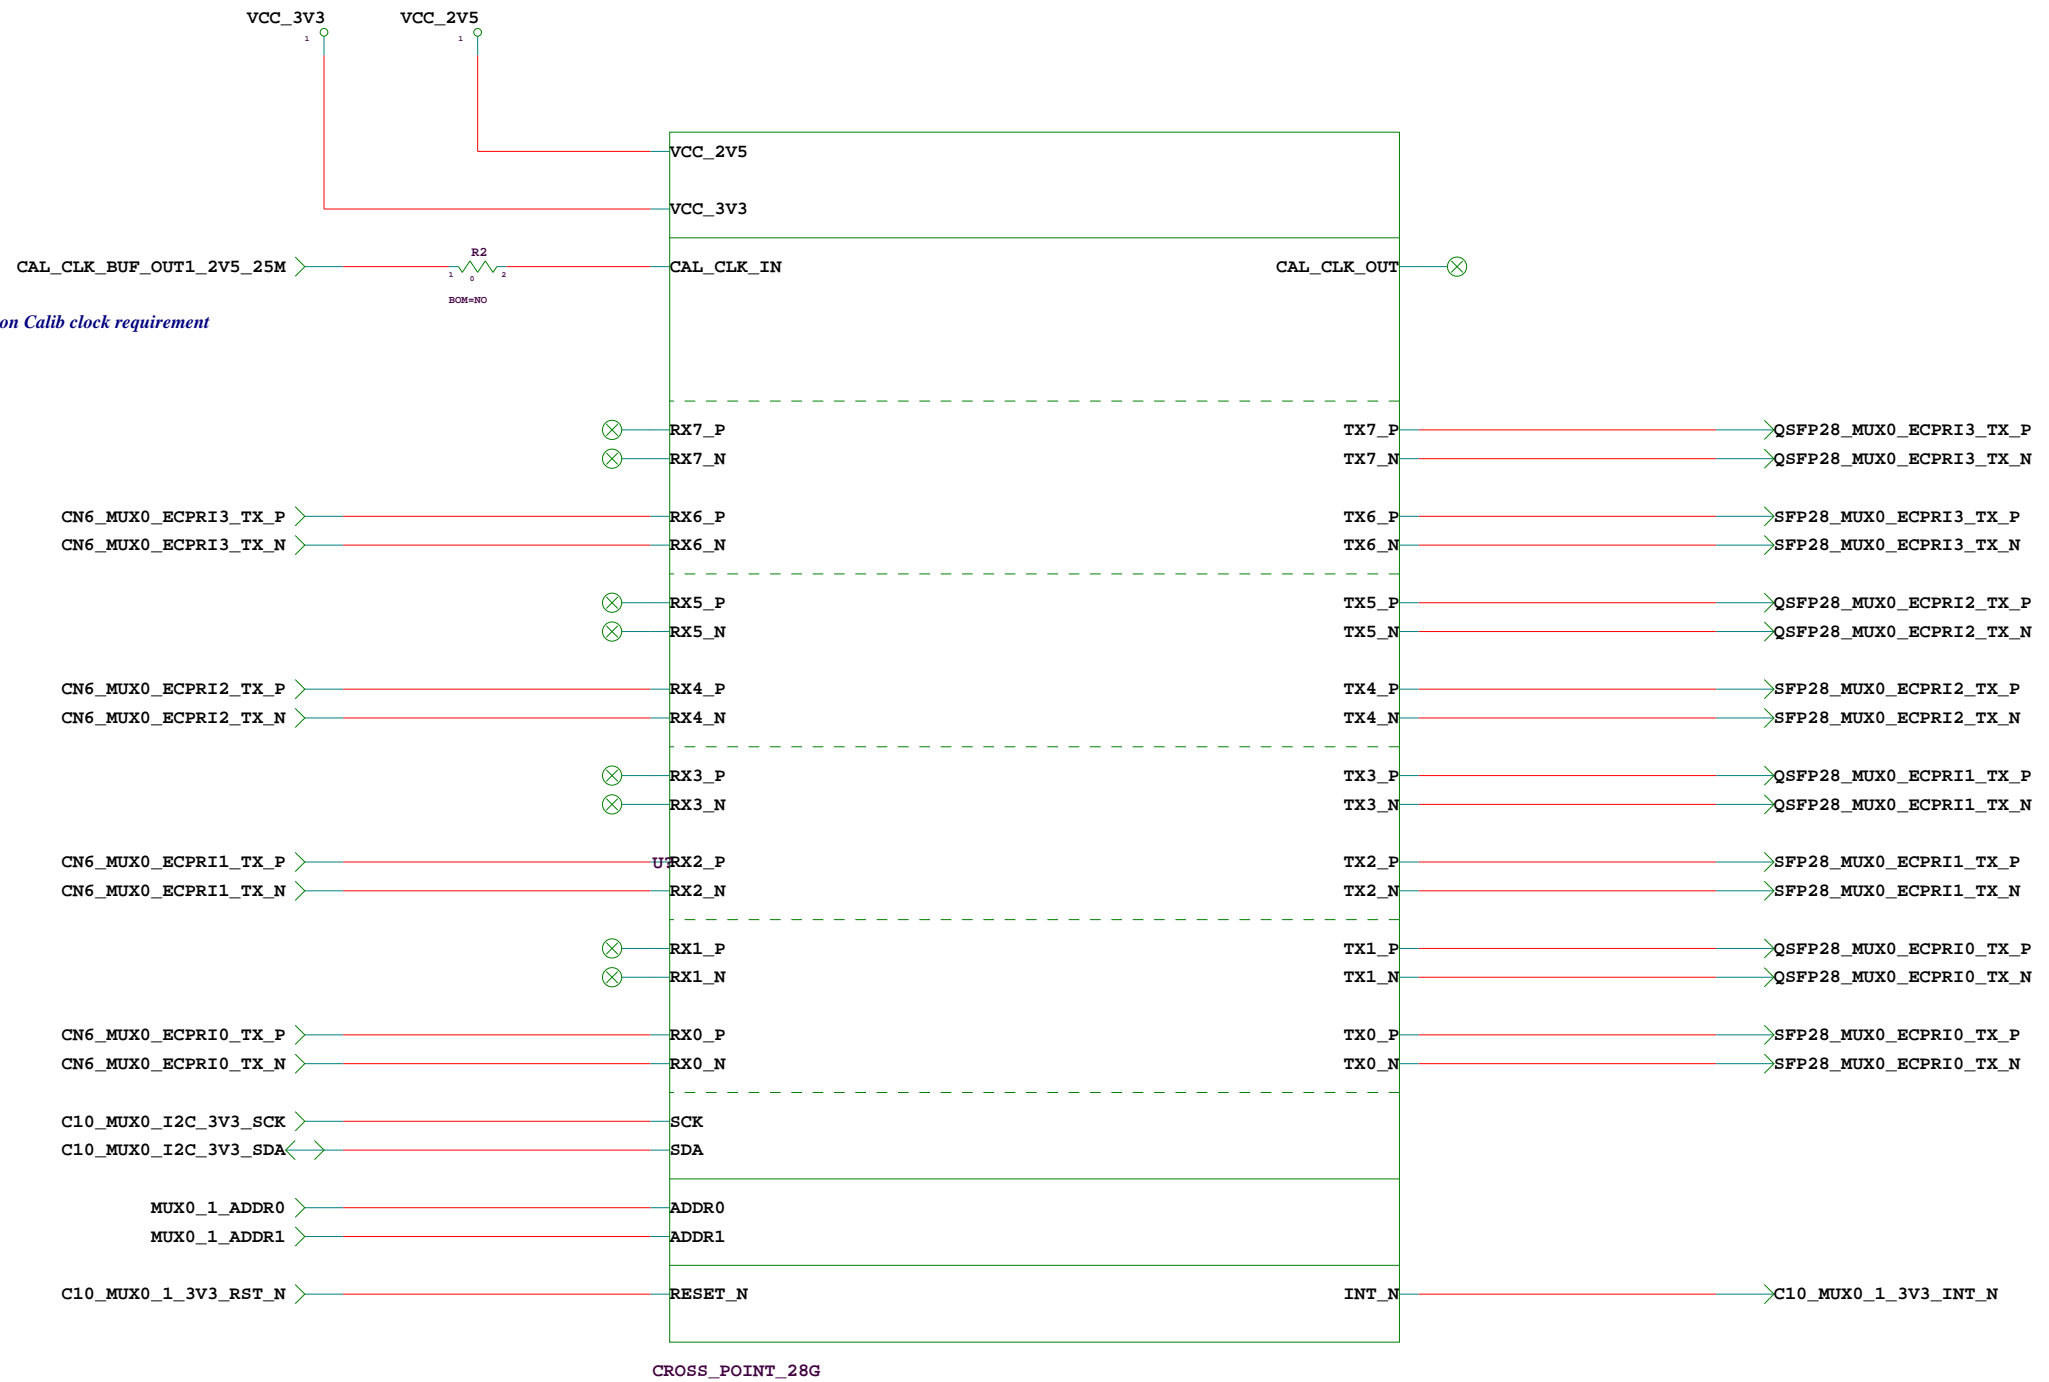 VCC_3V3 VCC_2V5
1 1
VCC_2V5
VCC_3V3
R2
CAL_CLK_BUF_OUT1_2V5_25M 1 0 2 CAL_CLK_IN CAL_CLK_OUT
BOM=NO
on Calib clock requirement
RX7_P TX7_P QSFP28_MUX0_ECPRI3_TX_P
RX7_N TX7_N QSFP28_MUX0_ECPRI3_TX_N
CN6_MUX0_ECPRI3_TX_P RX6_P TX6_P SFP28_MUX0_ECPRI3_TX_P
CN6_MUX0_ECPRI3_TX_N RX6_N TX6_N SFP28_MUX0_ECPRI3_TX_N
RX5_P TX5_P QSFP28_MUX0_ECPRI2_TX_P
RX5_N TX5_N QSFP28_MUX0_ECPRI2_TX_N
CN6_MUX0_ECPRI2_TX_P RX4_P TX4_P SFP28_MUX0_ECPRI2_TX_P
CN6_MUX0_ECPRI2_TX_N RX4_N TX4_N SFP28_MUX0_ECPRI2_TX_N
RX3_P TX3_P QSFP28_MUX0_ECPRI1_TX_P
RX3_N TX3_N QSFP28_MUX0_ECPRI1_TX_N
CN6_MUX0_ECPRI1_TX_P U? RX2_P TX2_P SFP28_MUX0_ECPRI1_TX_P
CN6_MUX0_ECPRI1_TX_N RX2_N TX2_N SFP28_MUX0_ECPRI1_TX_N
RX1_P TX1_P QSFP28_MUX0_ECPRI0_TX_P
RX1_N TX1_N QSFP28_MUX0_ECPRI0_TX_N
CN6_MUX0_ECPRI0_TX_P RX0_P TX0_P SFP28_MUX0_ECPRI0_TX_P
CN6_MUX0_ECPRI0_TX_N RX0_N TX0_N SFP28_MUX0_ECPRI0_TX_N
C10_MUX0_I2C_3V3_SCK SCK
C10_MUX0_I2C_3V3_SDA SDA
MUX0_1_ADDR0 ADDR0
MUX0_1_ADDR1 ADDR1
C10_MUX0_1_3V3_RST_N RESET_N INT_N C10_MUX0_1_3V3_INT_N
CROSS_POINT_28G